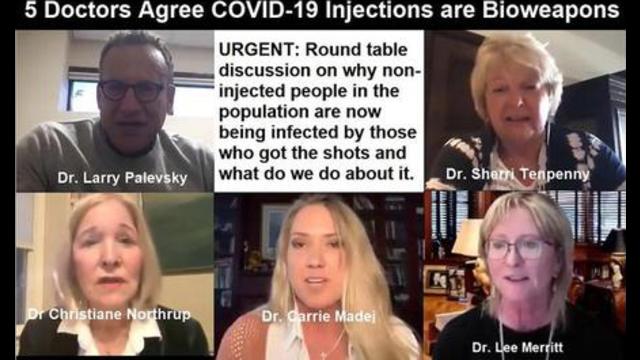 5 Doctors Agree COVID-19 Injections are Bioweapons
URGENT: Round table
discussion on why non-
injected people in the
population are now
being infected by those
who got the shots and
what do we do about it.
Dr. Larry Palevsky
Dr. Sherri Tenpenny
Dr Christiane Northrup
Dr. Carrie Madej
Dr. Lee Merritt